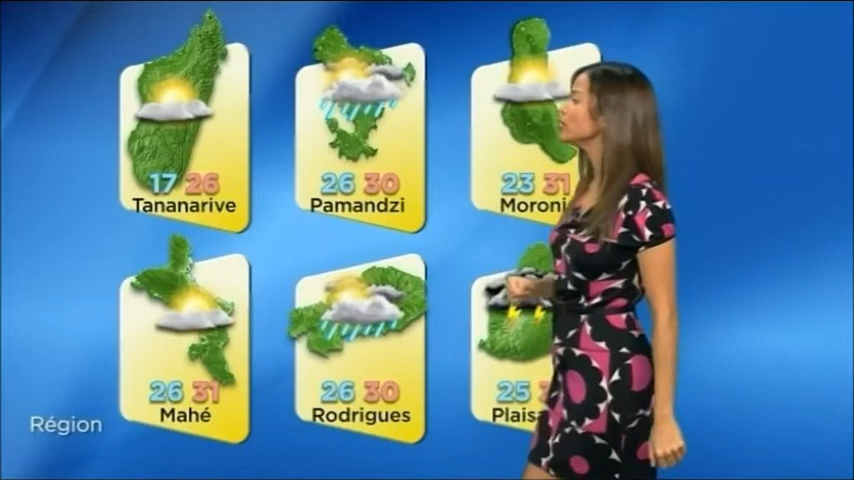 17 26
Tananarive
26 30
Pamandzi
23 31
Moroni
26 31
Mahé
26 30
Rodrigues
25
Région